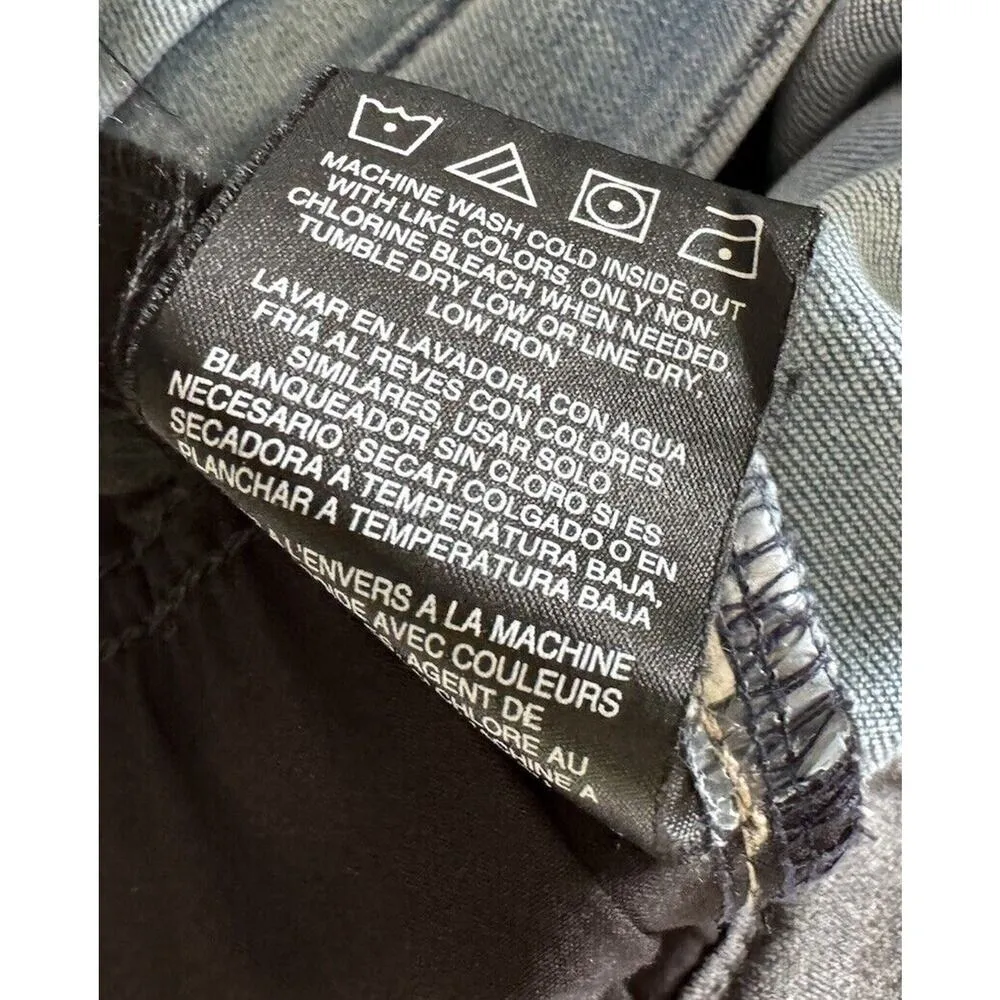 MACHINE WASH COLD INSIDE OUT
WITH LIKE COLORS, ONLY NON-
CHLORINE BLEACH WHEN NEEDED,
TUMBLE DRY LOW OR LINE DRY,
LOW IRON
LAVAR EN LAVADORA CON AGUA
FRIA AL REVES CON COLORES
SIMILARES, USAR SOLO
BLANQUEADOR SIN CLORO SI ES
NECESARIO, SECAR COLGADO O EN
SECADORA A TEMPERATURA BAJA,
PLANCHAR A TEMPERATURA BAJA
A L'ENVERS A LA MACHINE
AVEC COULEURS
AGENT DE
CHLORE AU
A